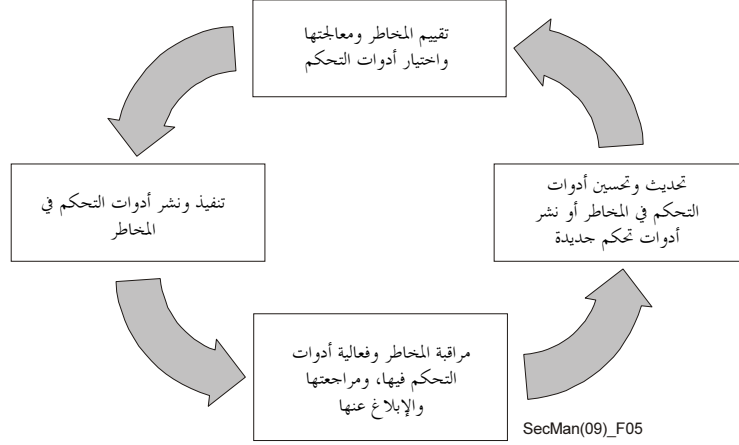 تقييم المخاطر ومعالجتها
واختيار أدوات التحكم
تنفيذ ونشر أدوات التحكم في
المخاطر
مراقبة المخاطر وفعالية أدوات
التحكم فيها، ومراجعتها
والإبلاغ عنها
تحديث وتحسين أدوات
التحكم في المخاطر أو نشر
أدوات تحكم جديدة
SecMan(09)_F05